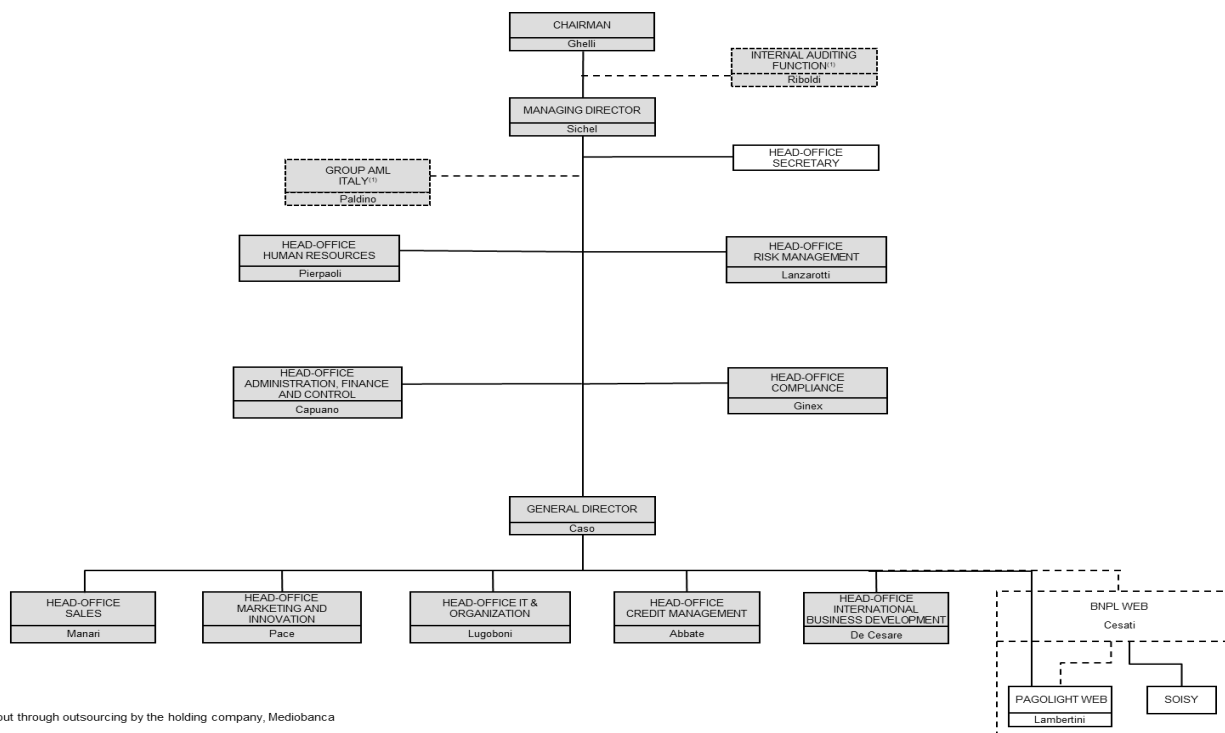 CHAIRMAN
Ghelli
INTERNAL AUDITING
FUNCTION(1)
Riboldi
MANAGING DIRECTOR
Sichel
HEAD-OFFICE
SECRETARY
GROUP AML
ITALY(1)
Paldino
HEAD-OFFICE
HUMAN RESOURCES
Pierpaoli
HEAD-OFFICE
RISK MANAGEMENT
Lanzarotti
HEAD-OFFICE
ADMINISTRATION, FINANCE
AND CONTROL
Capuano
HEAD-OFFICE
COMPLIANCE
Ginex
GENERAL DIRECTOR
Caso
HEAD-OFFICE
SALES
Manari
HEAD-OFFICE
MARKETING AND
INNOVATION
Pace
HEAD-OFFICE IT &
ORGANIZATION
Lugoboni
HEAD-OFFICE
CREDIT MANAGEMENT
Abbate
HEAD-OFFICE
INTERNATIONAL
BUSINESS DEVELOPMENT
De Cesare
BNPL WEB
Cesati
PAGOLIGHT WEB
Lambertini
SOISY
out through outsourcing by the holding company, Mediobanca